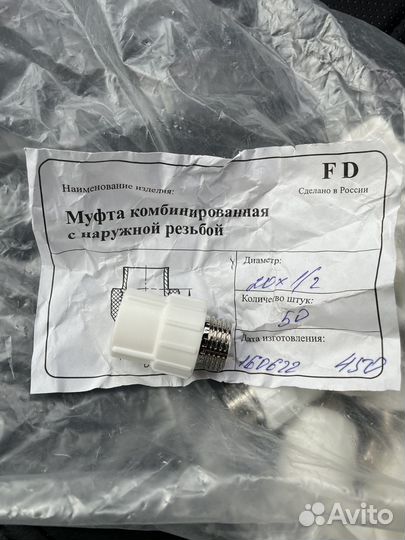 Наименование изделия:
FD
Сделано в России
Муфта комбинированная
с наружной резьбой
Диаметр:
20х1/2
Количество штук:
50
Дата изготовления:
160622
450
Avito